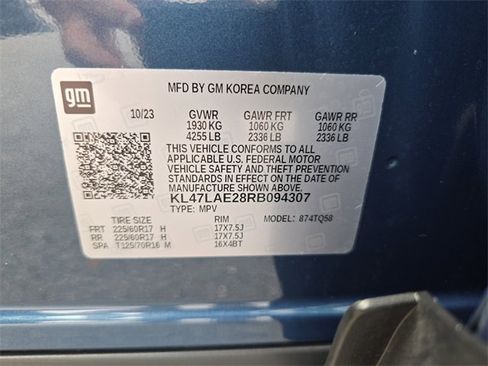 gm
MFD BY GM KOREA COMPANY
10/23 GVWR GAWR FRT GAWR RR
1930 KG 1060 KG 1060 KG
4255 LB 2336 LB 2336 LB
THIS VEHICLE CONFORMS TO ALL
APPLICABLE U.S. FEDERAL MOTOR
VEHICLE SAFETY AND THEFT PREVENTION
STANDARDS IN EFFECT ON THE DATE OF
MANUFACTURE SHOWN ABOVE.
KL47LAE28RB094307
TYPE: MPV
TIRE SIZE RIM MODEL: 874TQ58
FRT 225/60R17 H 17X7.5J
RR 225/60R17 H 17X7.5J
SPA T125/70R16 M 16X4BT